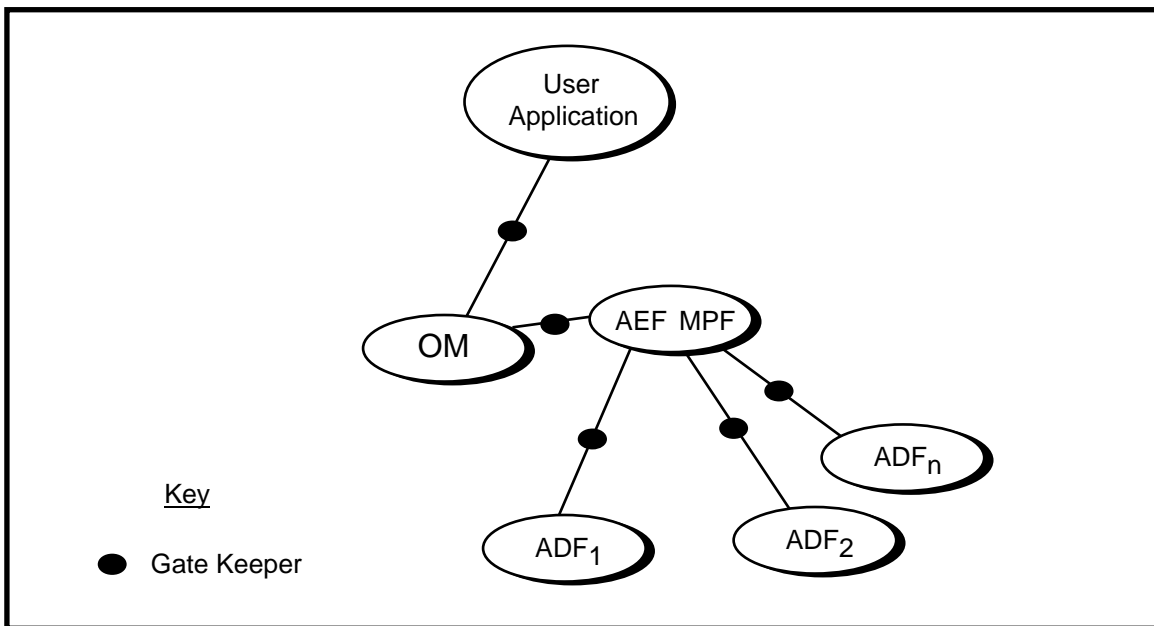 User
Application
OM
AEF MPF
ADFn
ADF1
ADF2
Key
Gate Keeper